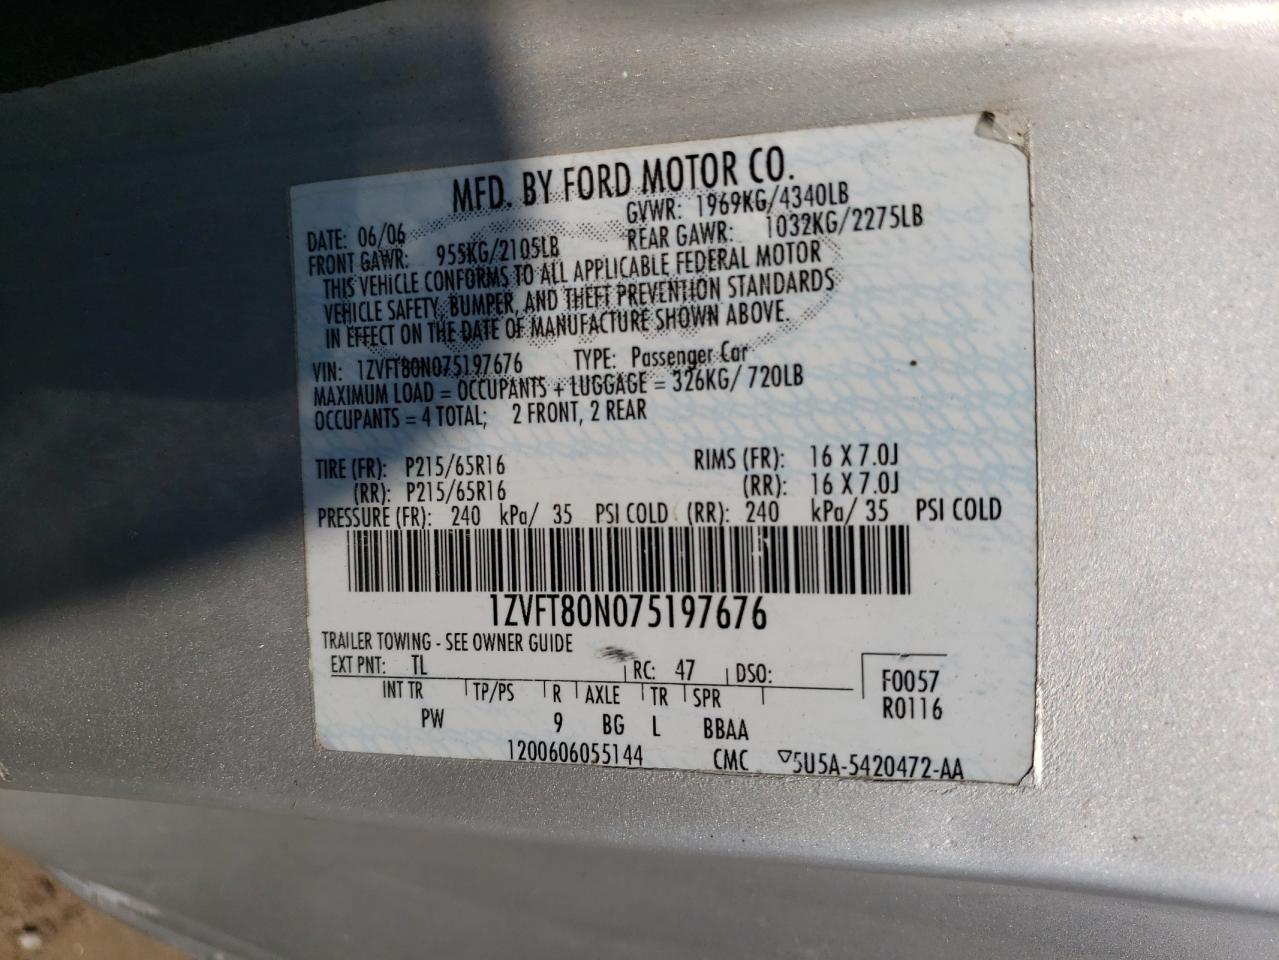 MFD. BY FORD MOTOR CO.
DATE: 06/06 GVWR: 1969KG/4340LB
FRONT GAWR: 955KG/2105LB REAR GAWR: 1032KG/2275LB
THIS VEHICLE CONFORMS TO ALL APPLICABLE FEDERAL MOTOR
VEHICLE SAFETY, BUMPER, AND THEFT PREVENTION STANDARDS
IN EFFECT ON THE DATE OF MANUFACTURE SHOWN ABOVE.
VIN: 1ZVFT80N075197676 TYPE: Passenger Car
MAXIMUM LOAD = OCCUPANTS + LUGGAGE = 326KG/ 720LB
OCCUPANTS = 4 TOTAL; 2 FRONT, 2 REAR
TIRE (FR): P215/65R16 RIMS (FR): 16 X 7.0J
(RR): P215/65R16 (RR): 16 X 7.0J
PRESSURE (FR): 240 kPa/ 35 PSI COLD (RR): 240 kPa/ 35 PSI COLD
1ZVFT80N075197676
TRAILER TOWING - SEE OWNER GUIDE
EXT PNT: TL RC: 47 DSO: F0057
INT TR TP/PS R AXLE TR SPR R0116
PW 9 BG L BBAA
1200606055144 CMC ▽5U5A-5420472-AA